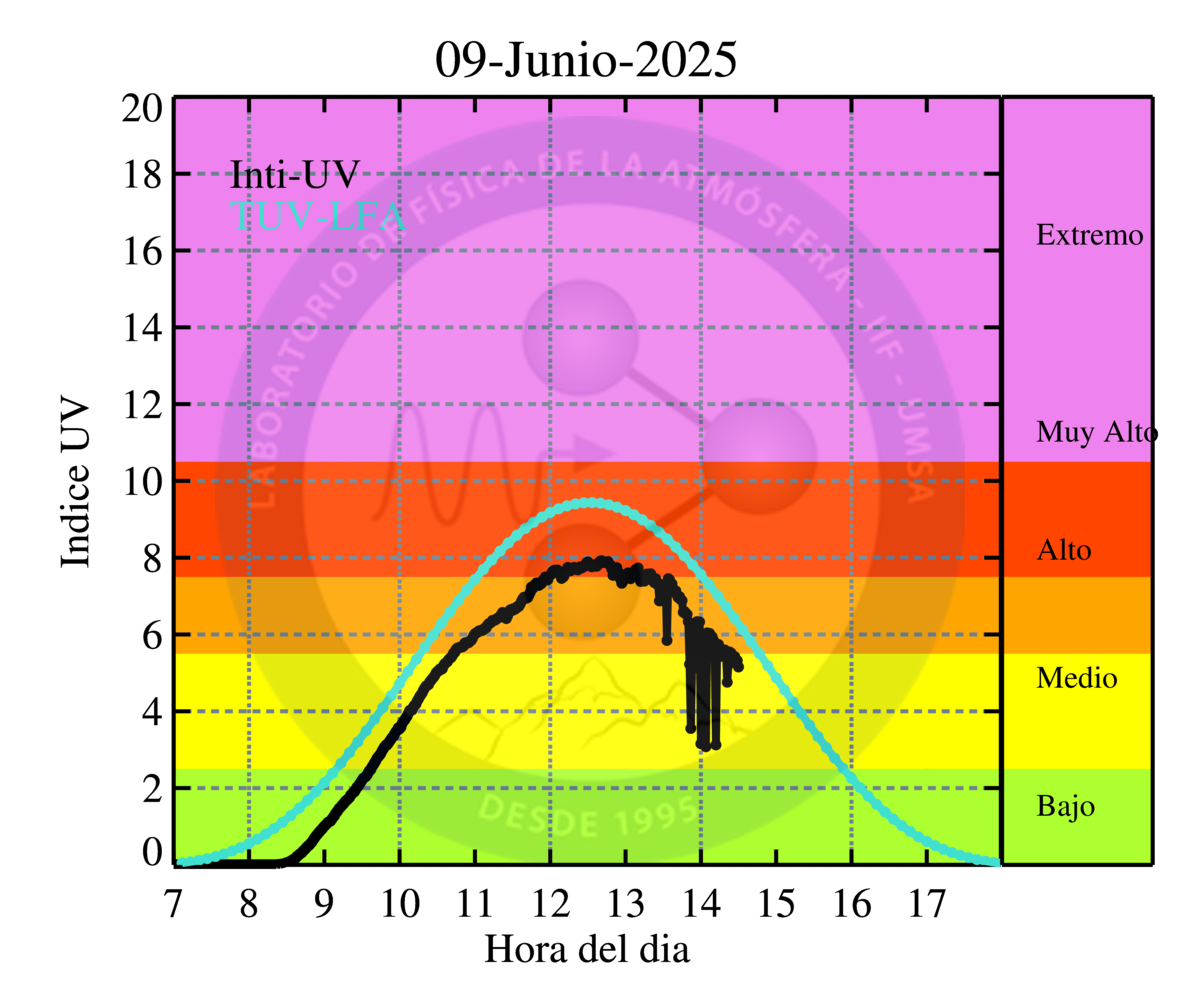 09-Junio-2025
20
18
16
14
12
10
8
6
4
2
0
Indice UV
Inti-UV
TUV-LFA
LABORATORIO DE FÍSICA DE LA ATMÓSFERA - IIF - UMSA
DESDE 1995
Extremo
Muy Alto
Alto
Medio
Bajo
7 8 9 10 11 12 13 14 15 16 17
Hora del dia